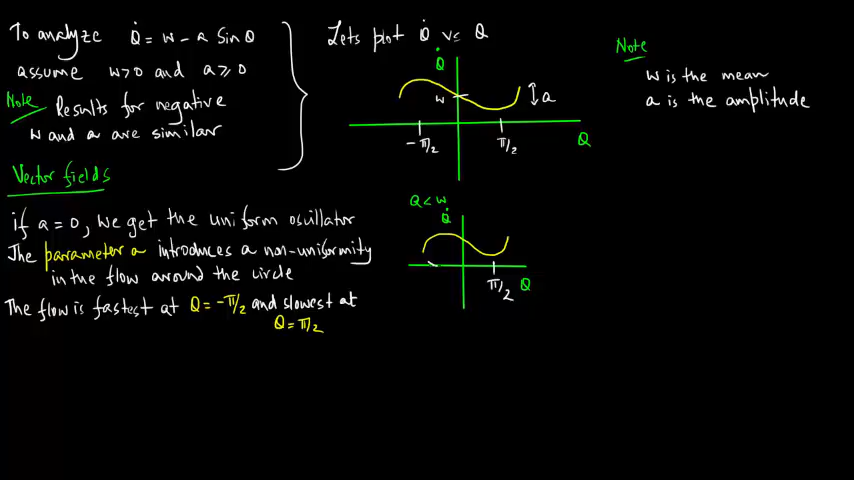 To analyze Q̇ = w - a Sin Q
assume w>0 and a ≥ 0
Note Results for negative
w and a are similar
Vector fields
if a = 0, we get the uniform oscillator
The parameter a introduces a non-uniformity
in the flow around the circle
The flow is fastest at Q = -π/2 and slowest at
Q = π/2
Lets plot Q̇ vs Q
Q̇
w
a
-π/2
π/2
Q
Q < w
Q̇
π/2
Q
Note
w is the mean
a is the amplitude